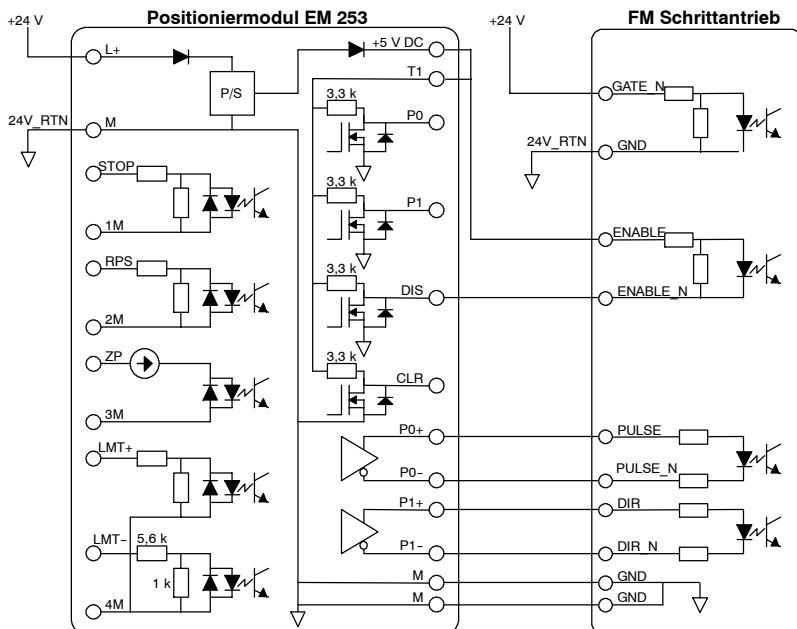 Positioniermodul EM 253
FM Schrittantrieb
+24 V
L+
P/S
24V_RTN
M
STOP
1M
RPS
2M
ZP
3M
LMT+
LMT−
5,6 k
1 k
4M
+5 V DC
T1
3,3 k
P0
3,3 k
P1
3,3 k
DIS
3,3 k
CLR
P0+
P0-
P1+
P1−
M
M
+24 V
GATE_N
24V_RTN
GND
ENABLE
ENABLE_N
PULSE
PULSE_N
DIR
DIR_N
GND
GND